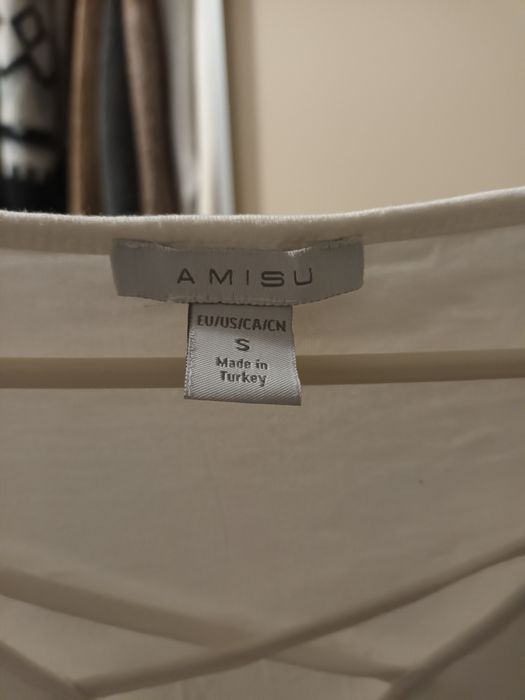 AMISU
EU/US/CA/CN
S
Made in
Turkey